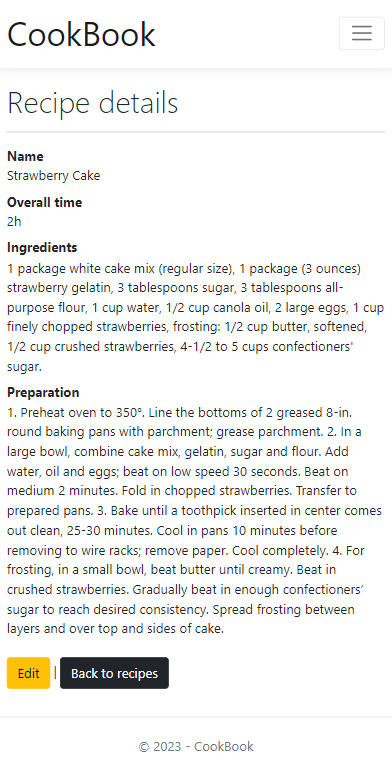 CookBook
Recipe details
Name
Strawberry Cake
Overall time
2h
Ingredients
1 package white cake mix (regular size), 1 package (3 ounces)
strawberry gelatin, 3 tablespoons sugar, 3 tablespoons all-
purpose flour, 1 cup water, 1/2 cup canola oil, 2 large eggs, 1 cup
finely chopped strawberries, frosting: 1/2 cup butter, softened,
1/2 cup crushed strawberries, 4-1/2 to 5 cups confectioners'
sugar.
Preparation
1. Preheat oven to 350°. Line the bottoms of 2 greased 8-in.
round baking pans with parchment; grease parchment. 2. In a
large bowl, combine cake mix, gelatin, sugar and flour. Add
water, oil and eggs; beat on low speed 30 seconds. Beat on
medium 2 minutes. Fold in chopped strawberries. Transfer to
prepared pans. 3. Bake until a toothpick inserted in center comes
out clean, 25-30 minutes. Cool in pans 10 minutes before
removing to wire racks; remove paper. Cool completely. 4. For
frosting, in a small bowl, beat butter until creamy. Beat in
crushed strawberries. Gradually beat in enough confectioners’
sugar to reach desired consistency. Spread frosting between
layers and over top and sides of cake.
Edit | Back to recipes
© 2023 - CookBook